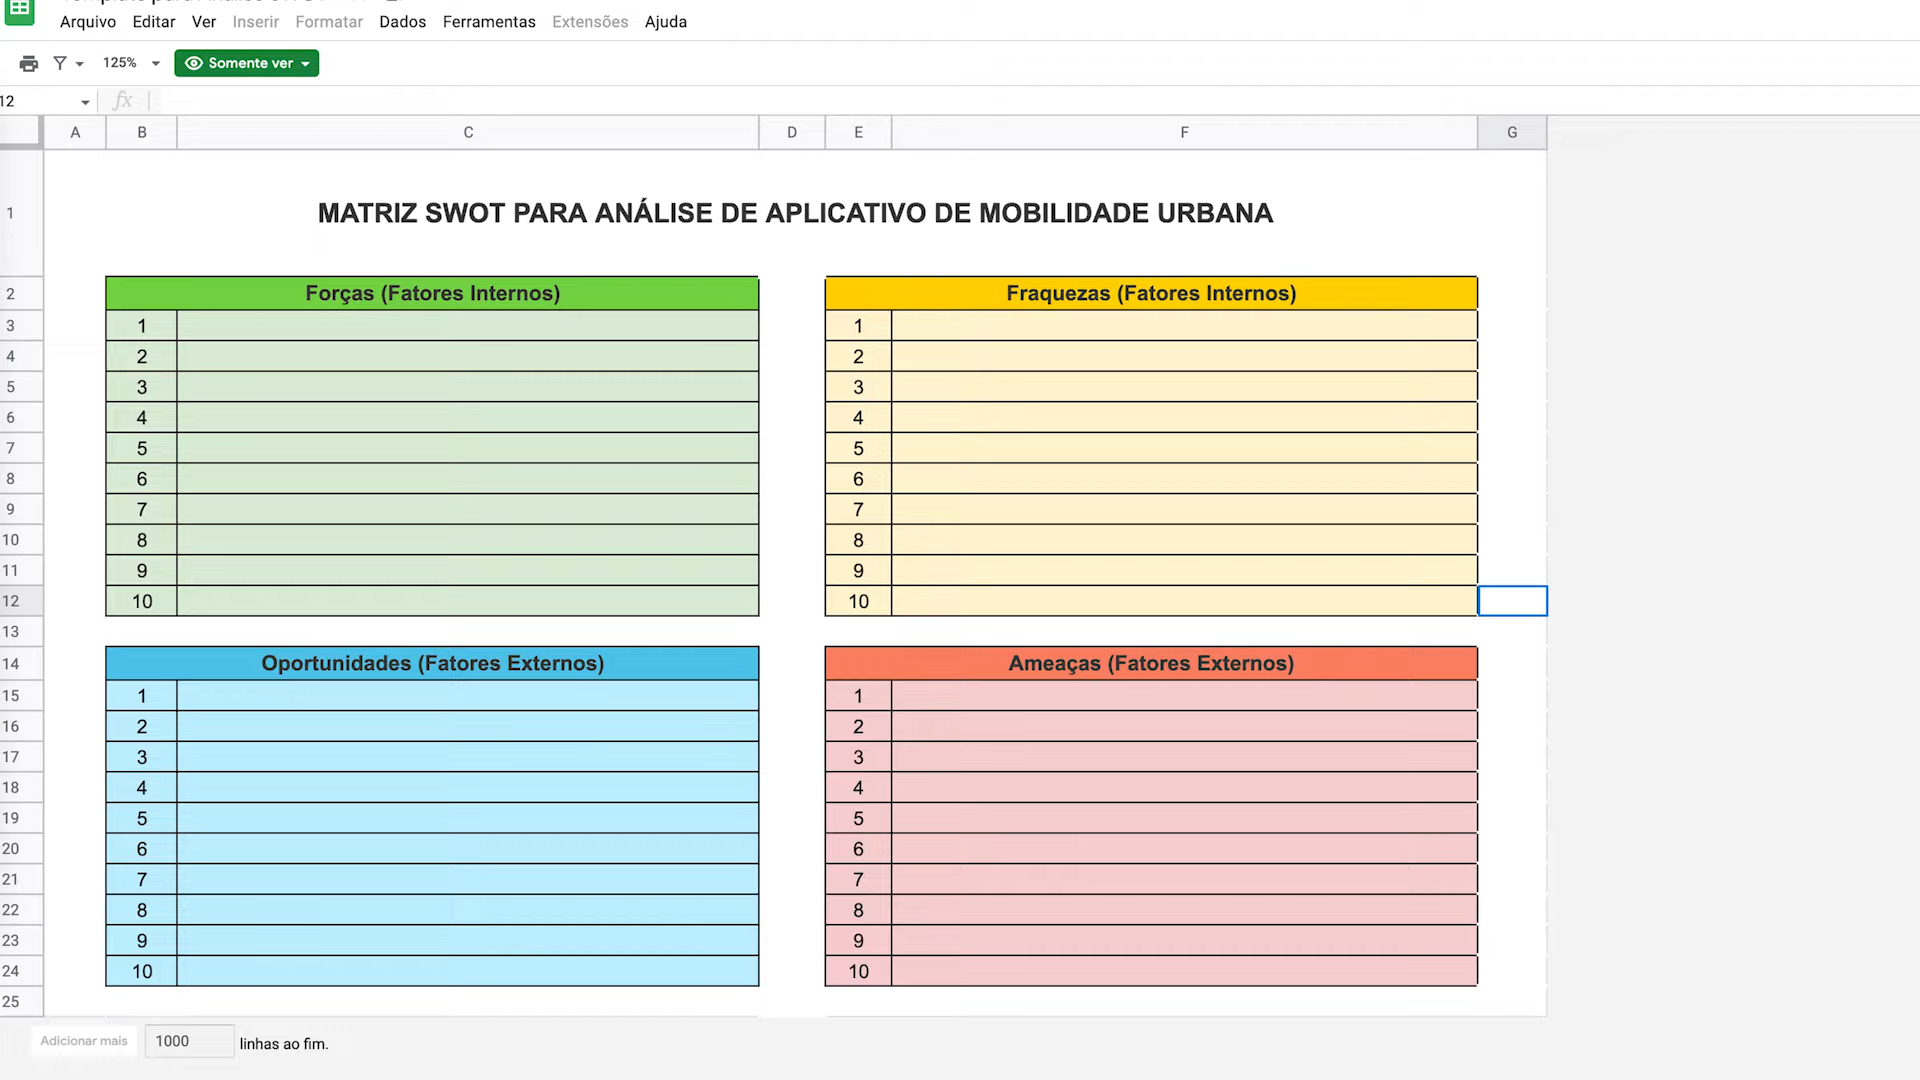 Arquivo Editar Ver Inserir Formatar Dados Ferramentas Extensões Ajuda
125% Somente ver
12 fx
A B C D E F G
1 MATRIZ SWOT PARA ANÁLISE DE APLICATIVO DE MOBILIDADE URBANA
2 Forças (Fatores Internos) Fraquezas (Fatores Internos)
3 1 1
4 2 2
5 3 3
6 4 4
7 5 5
8 6 6
9 7 7
10 8 8
11 9 9
12 10 10
13
14 Oportunidades (Fatores Externos) Ameaças (Fatores Externos)
15 1 1
16 2 2
17 3 3
18 4 4
19 5 5
20 6 6
21 7 7
22 8 8
23 9 9
24 10 10
25
Adicionar mais 1000 linhas ao fim.